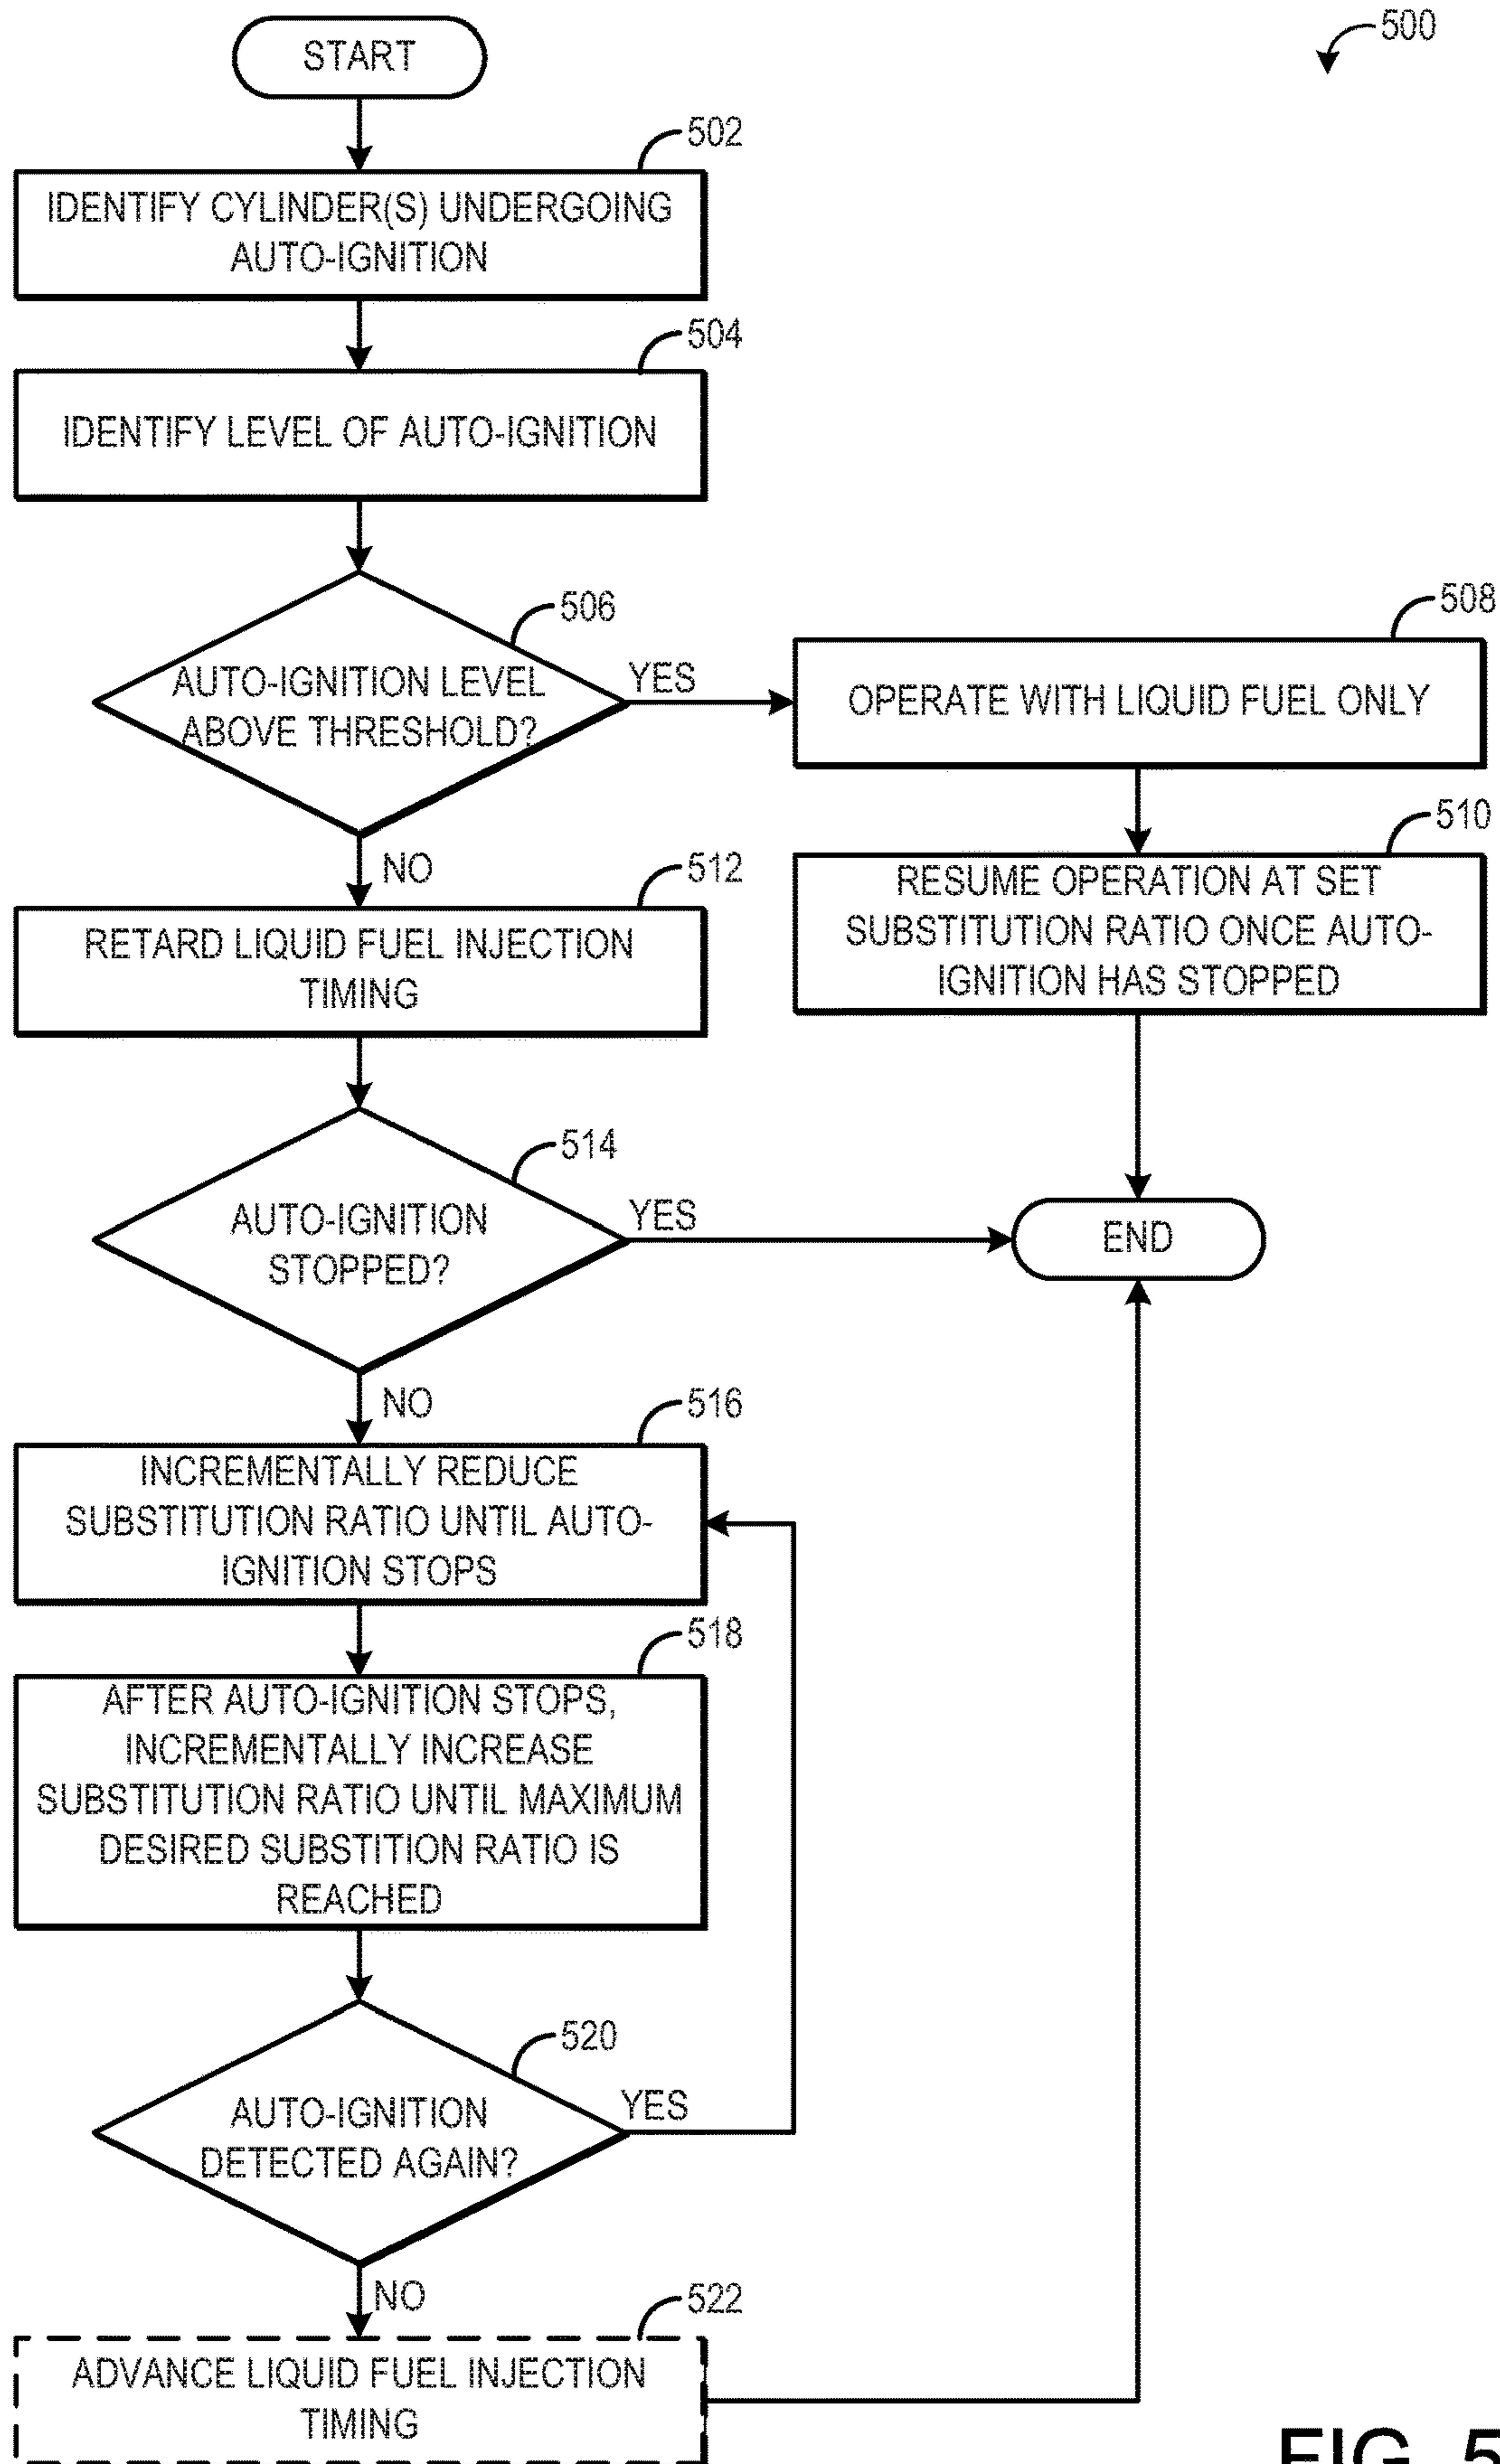 START
500
502
IDENTIFY CYLINDER(S) UNDERGOING
AUTO-IGNITION
504
IDENTIFY LEVEL OF AUTO-IGNITION
506
AUTO-IGNITION LEVEL
ABOVE THRESHOLD?
YES
508
OPERATE WITH LIQUID FUEL ONLY
510
RESUME OPERATION AT SET
SUBSTITUTION RATIO ONCE AUTO-
IGNITION HAS STOPPED
NO
512
RETARD LIQUID FUEL INJECTION
TIMING
514
AUTO-IGNITION
STOPPED?
YES
END
NO
516
INCREMENTALLY REDUCE
SUBSTITUTION RATIO UNTIL AUTO-
IGNITION STOPS
518
AFTER AUTO-IGNITION STOPS,
INCREMENTALLY INCREASE
SUBSTITUTION RATIO UNTIL MAXIMUM
DESIRED SUBSTITION RATIO IS
REACHED
520
AUTO-IGNITION
DETECTED AGAIN?
YES
NO
522
ADVANCE LIQUID FUEL INJECTION
TIMING
FIG. 5